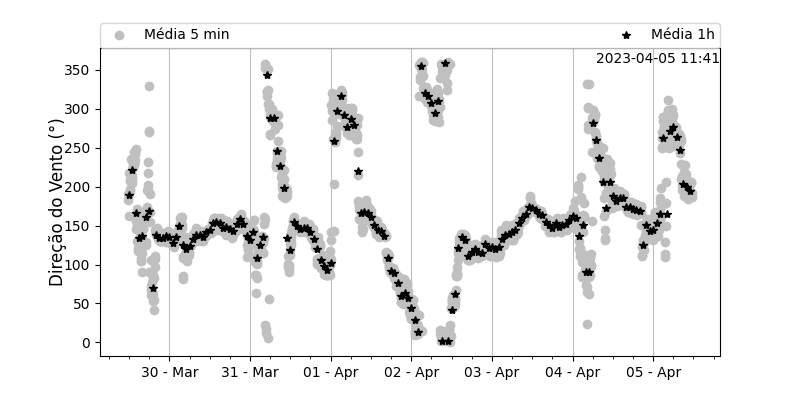 Média 5 min
Média 1h
2023-04-05 11:41
Direção do Vento (°)
350
300
250
200
150
100
50
0
30 - Mar
31 - Mar
01 - Apr
02 - Apr
03 - Apr
04 - Apr
05 - Apr